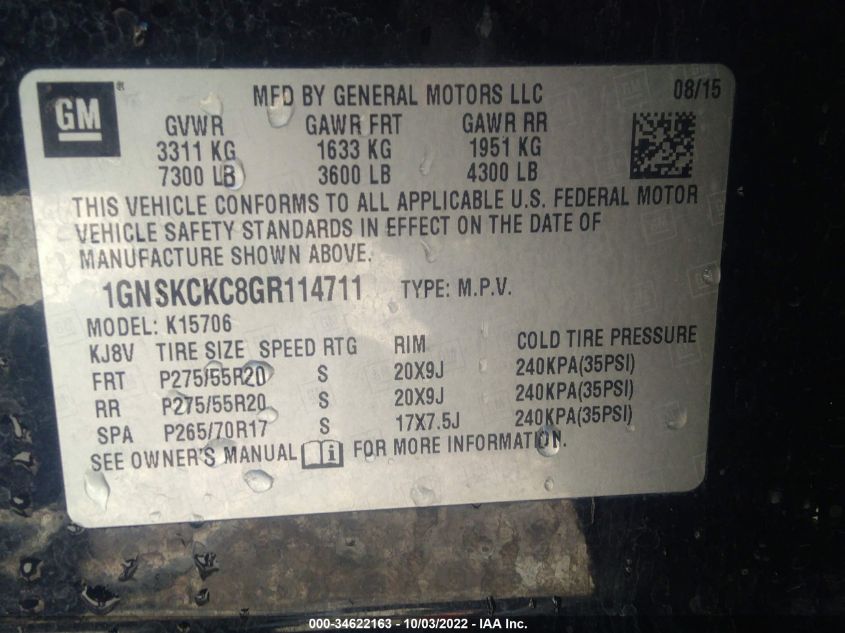 GM ® MFD BY GENERAL MOTORS LLC 08/15
GVWR GAWR FRT GAWR RR
3311 KG 1633 KG 1951 KG
7300 LB 3600 LB 4300 LB
THIS VEHICLE CONFORMS TO ALL APPLICABLE U.S. FEDERAL MOTOR
VEHICLE SAFETY STANDARDS IN EFFECT ON THE DATE OF
MANUFACTURE SHOWN ABOVE.
1GNSKCKC8GR114711 TYPE: M.P.V.
MODEL: K15706
KJ8V TIRE SIZE SPEED RTG RIM COLD TIRE PRESSURE
FRT P275/55R20 S 20X9J 240KPA(35PSI)
RR P275/55R20 S 20X9J 240KPA(35PSI)
SPA P265/70R17 S 17X7.5J 240KPA(35PSI)
SEE OWNER'S MANUAL i FOR MORE INFORMATION.
000-34622163 - 10/03/2022 - IAA Inc.